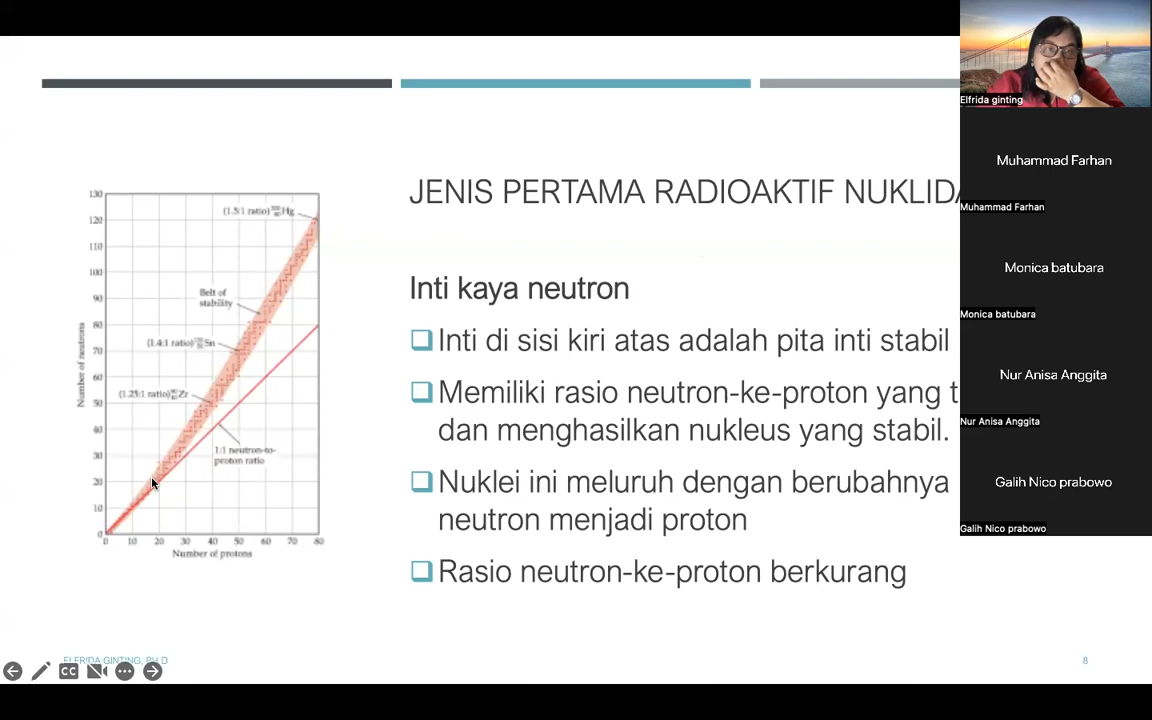 JENIS PERTAMA RADIOAKTIF NUKLIDA
Inti kaya neutron
Inti di sisi kiri atas adalah pita inti stabil
Memiliki rasio neutron-ke-proton yang t
dan menghasilkan nukleus yang stabil.
Nuklei ini meluruh dengan berubahnya
neutron menjadi proton
Rasio neutron-ke-proton berkurang
130
120
110
100
90
80
70
60
50
40
30
20
10
0
0 10 20 30 40 50 60 70 80
Number of neutrons
Number of protons
(1.5:1 ratio) Hg
Belt of
stability
(1.4:1 ratio) Sn
(1.25:1 ratio) Zr
1:1 neutron-to-
proton ratio
ELFRIDA GINTING, PH.D
CC
8
Elfrida ginting
Muhammad Farhan
Muhammad Farhan
Monica batubara
Monica batubara
Nur Anisa Anggita
Nur Anisa Anggita
Galih Nico prabowo
Galih Nico prabowo